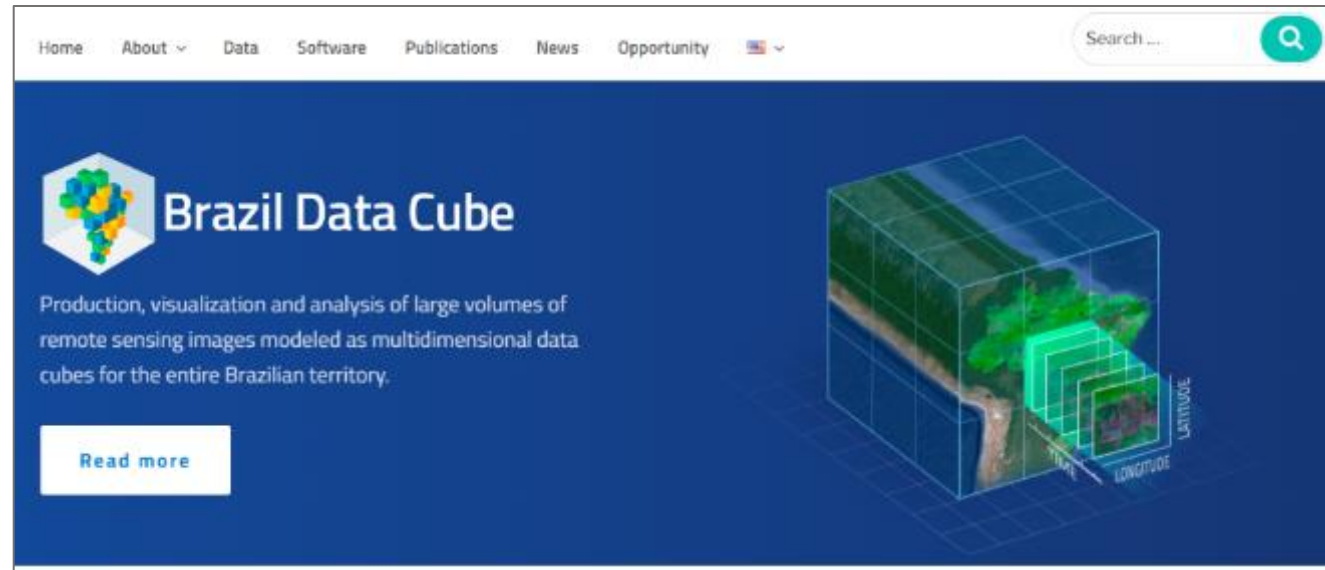 Home About Data Software Publications News Opportunity
Search ...
Brazil Data Cube
Production, visualization and analysis of large volumes of
remote sensing images modeled as multidimensional data
cubes for the entire Brazilian territory.
Read more
LATITUDE
TIME
LONGITUDE